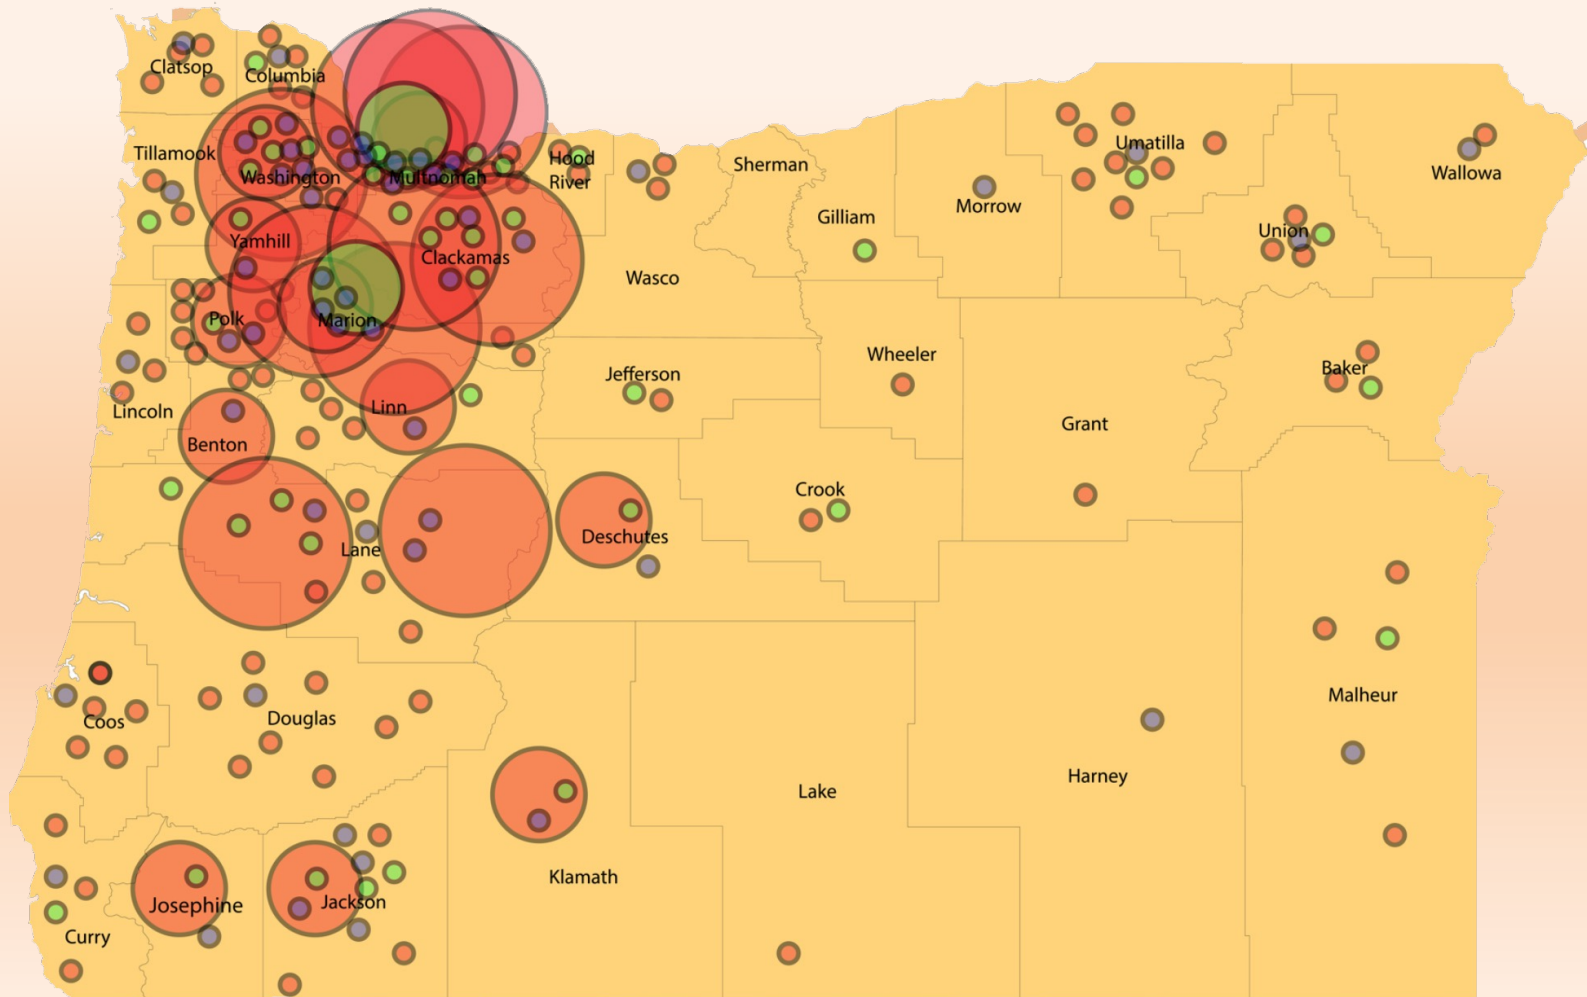 Clatsop
Columbia
Tillamook
Washington
Multnomah
Hood
River
Sherman
Umatilla
Wallowa
Gilliam
Morrow
Union
Yamhill
Clackamas
Wasco
Polk
Marion
Jefferson
Wheeler
Baker
Lincoln
Linn
Grant
Benton
Crook
Deschutes
Lane
Coos
Douglas
Malheur
Lake
Harney
Klamath
Josephine
Jackson
Curry